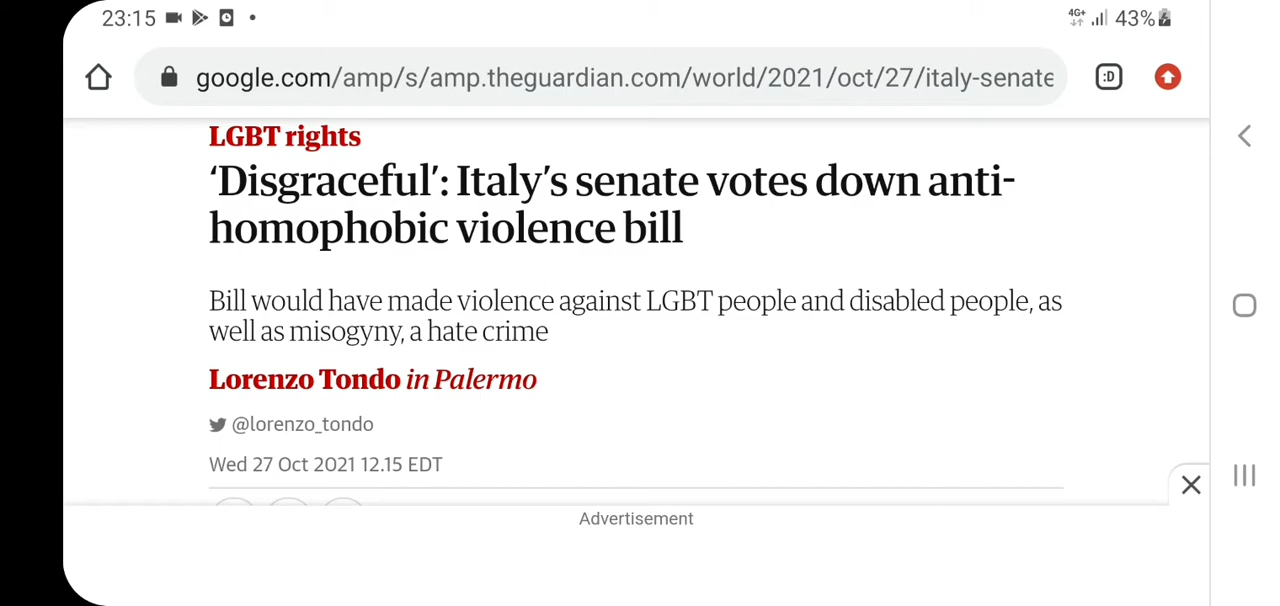 23:15
4G+ 43%
google.com/amp/s/amp.theguardian.com/world/2021/oct/27/italy-senate
:D
LGBT rights
‘Disgraceful’: Italy’s senate votes down anti-
homophobic violence bill
Bill would have made violence against LGBT people and disabled people, as
well as misogyny, a hate crime
Lorenzo Tondo in Palermo
@lorenzo_tondo
Wed 27 Oct 2021 12.15 EDT
Advertisement